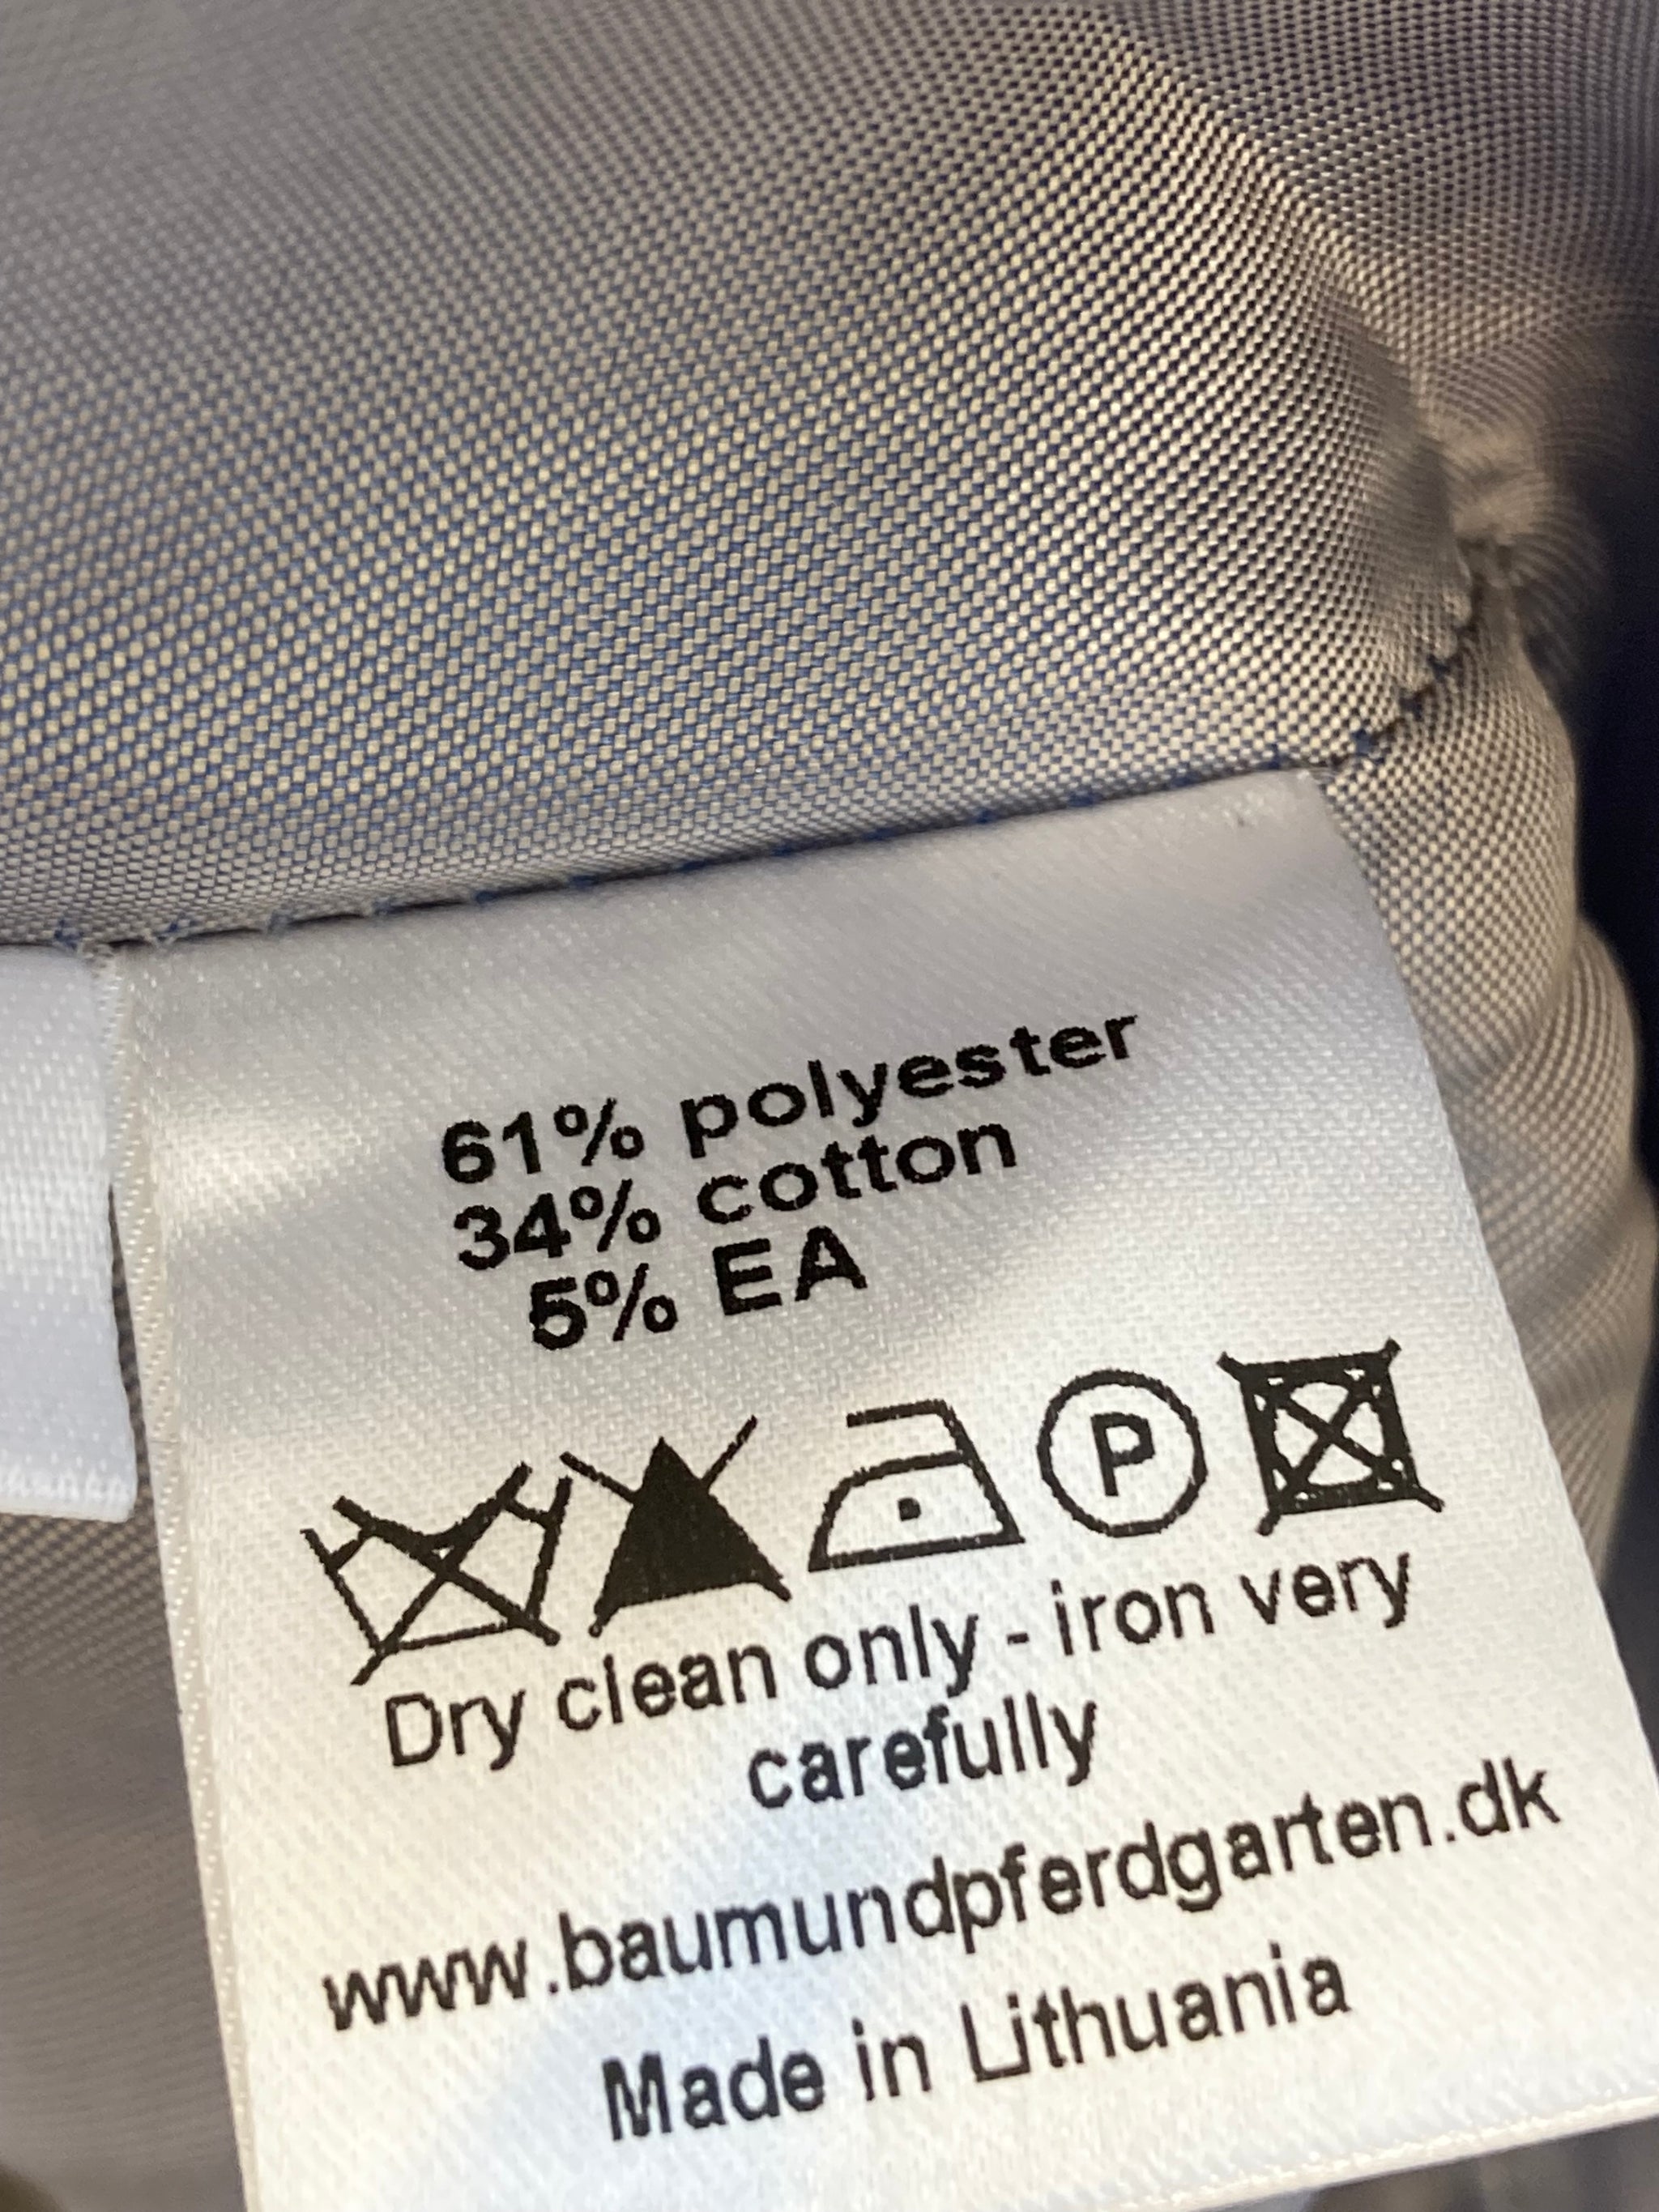 61% polyester
34% cotton
5% EA
P
Dry clean only - iron very
carefully
www.baumundpferdgarten.dk
Made in Lithuania